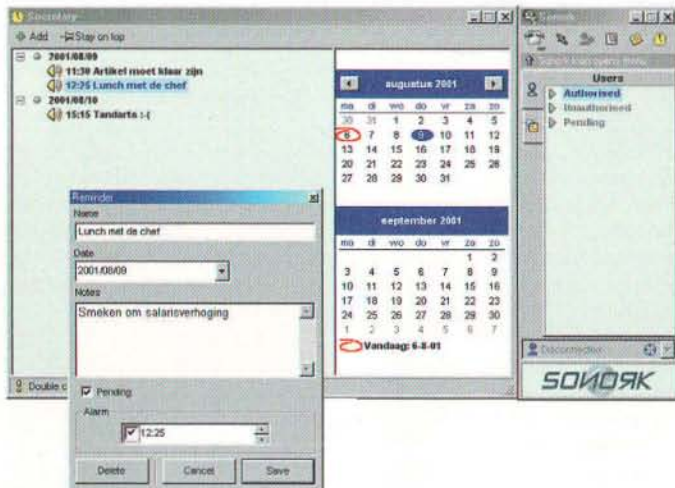 Secretary
Add Stay on top
2001/08/09
11:30 Artikel moet klaar zijn
12:25 Lunch met de chef
2001/08/10
15:15 Tandarts :-(
augustus 2001
ma di wo do vr za zo
30 31 1 2 3 4 5
6 7 8 9 10 11 12
13 14 15 16 17 18 19
20 21 22 23 24 25 26
27 28 29 30 31
september 2001
ma di wo do vr za zo
1 2
3 4 5 6 7 8 9
10 11 12 13 14 15 16
17 18 19 20 21 22 23
24 25 26 27 28 29 30
1 2 3 4 5 6 7
Vandaag: 6-8-01
Double c
Reminder
Name
Lunch met de chef
Date
2001/08/09
Notes
Smeken om salarisverhoging
Pending
Alarm
12:25
Delete Cancel Save
Sonork
Users
Authorised
Unauthorised
Pending
Disconnected
SONORK